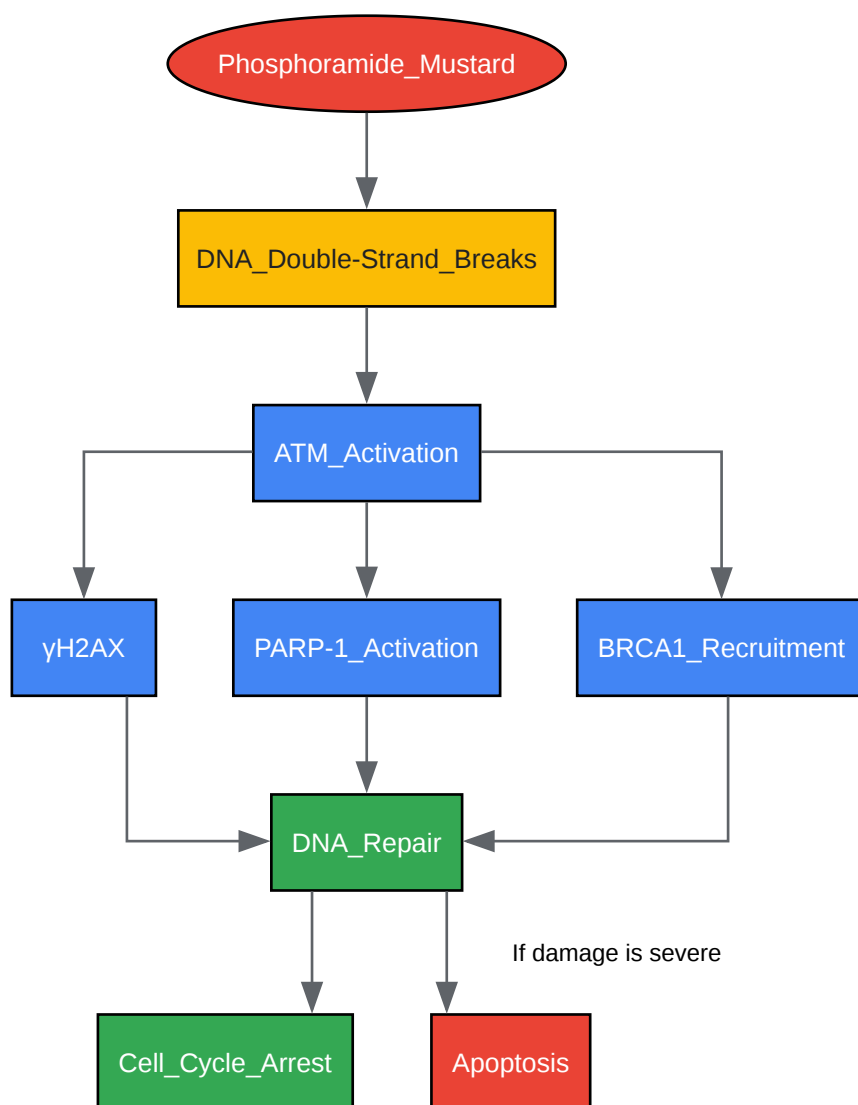 Phosphoramide_Mustard
DNA_Double-Strand_Breaks
ATM_Activation
γH2AX
PARP-1_Activation
BRCA1_Recruitment
DNA_Repair
If damage is severe
Cell_Cycle_Arrest
Apoptosis